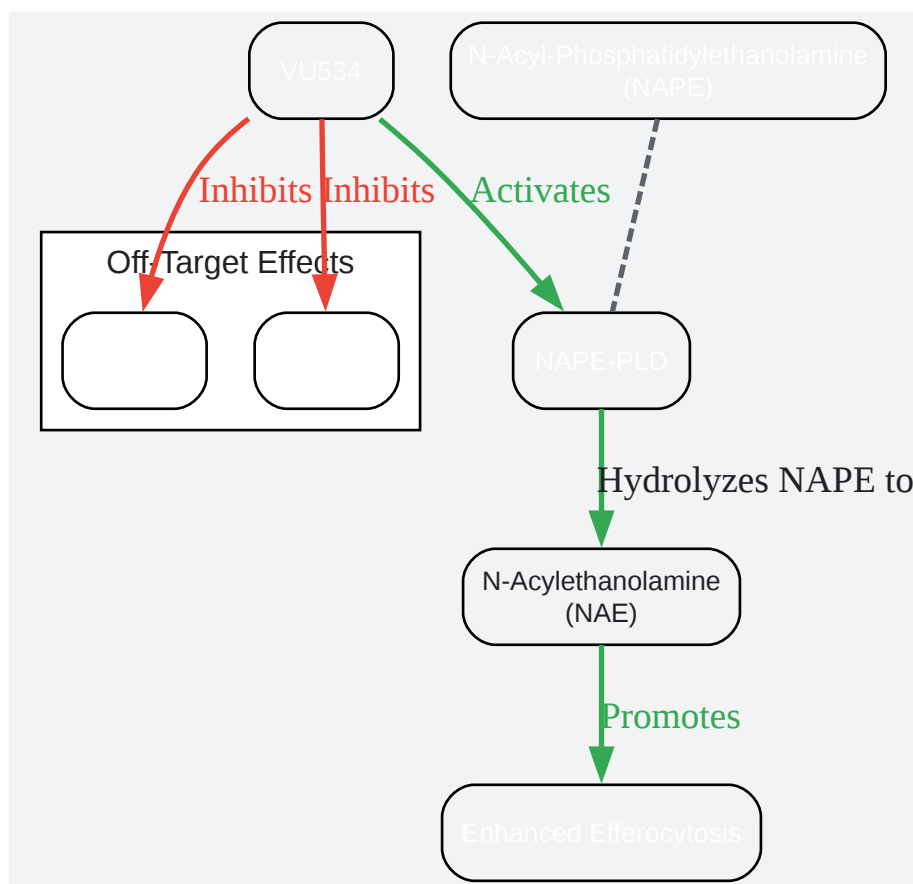 VU534
N-Acyl-Phosphatidylethanolamine
(NAPE)
Inhibits
Inhibits
Activates
Off-Target Effects
NAPE-PLD
Hydrolyzes NAPE to
N-Acylethanolamine
(NAE)
Promotes
Enhanced Efferocytosis